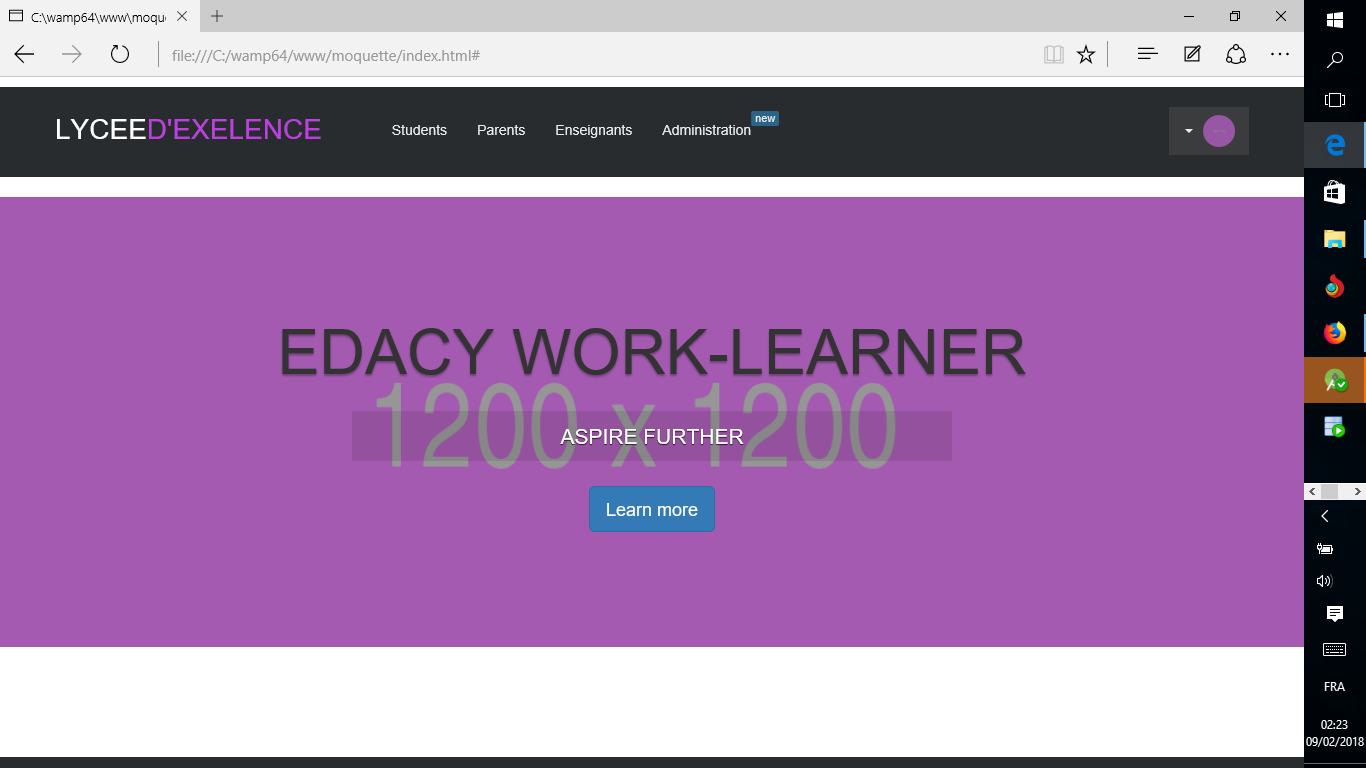 C:\wamp64\www\moqu
file:///C:/wamp64/www/moquette/index.html#
LYCEED'EXELENCE
Students
Parents
Enseignants
Administration
new
EDACY WORK-LEARNER
1200 x 1200
ASPIRE FURTHER
Learn more
FRA
02:23
09/02/2018